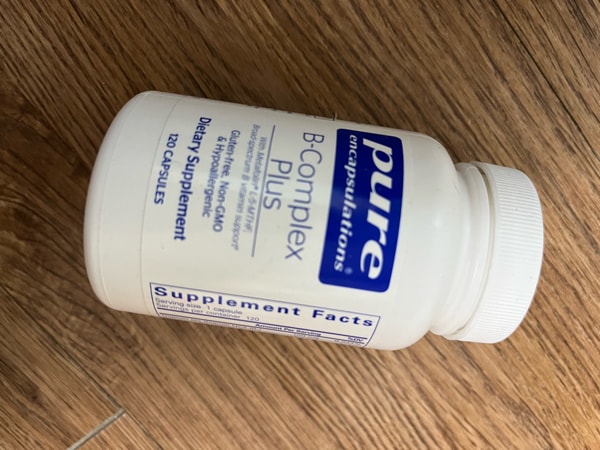 pure
encapsulations®
B-Complex
Plus
With Metafolin® L-5-MTHF
Broad-spectrum B vitamin support‡
Gluten-free, Non-GMO
& Hypoallergenic
Dietary Supplement
120 CAPSULES
Supplement Facts
Serving size 1 capsule
Servings per container 120
Amount Per Serving
%DV